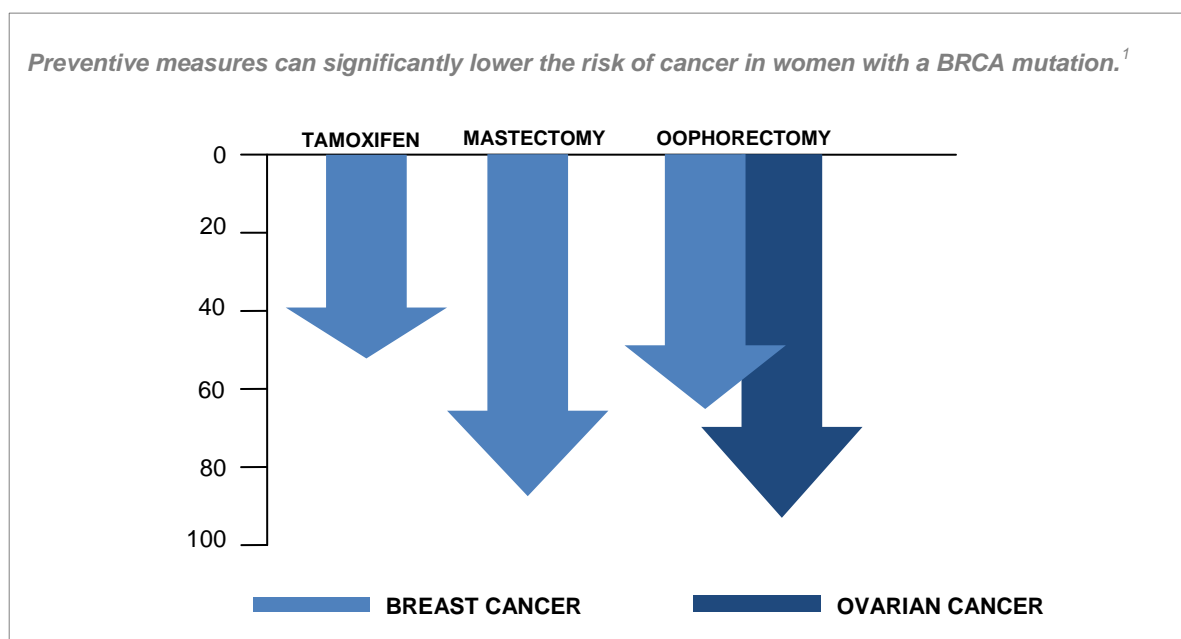 Preventive measures can significantly lower the risk of cancer in women with a BRCA mutation.1
TAMOXIFEN MASTECTOMY OOPHORECTOMY
0
20
40
60
80
100
BREAST CANCER OVARIAN CANCER